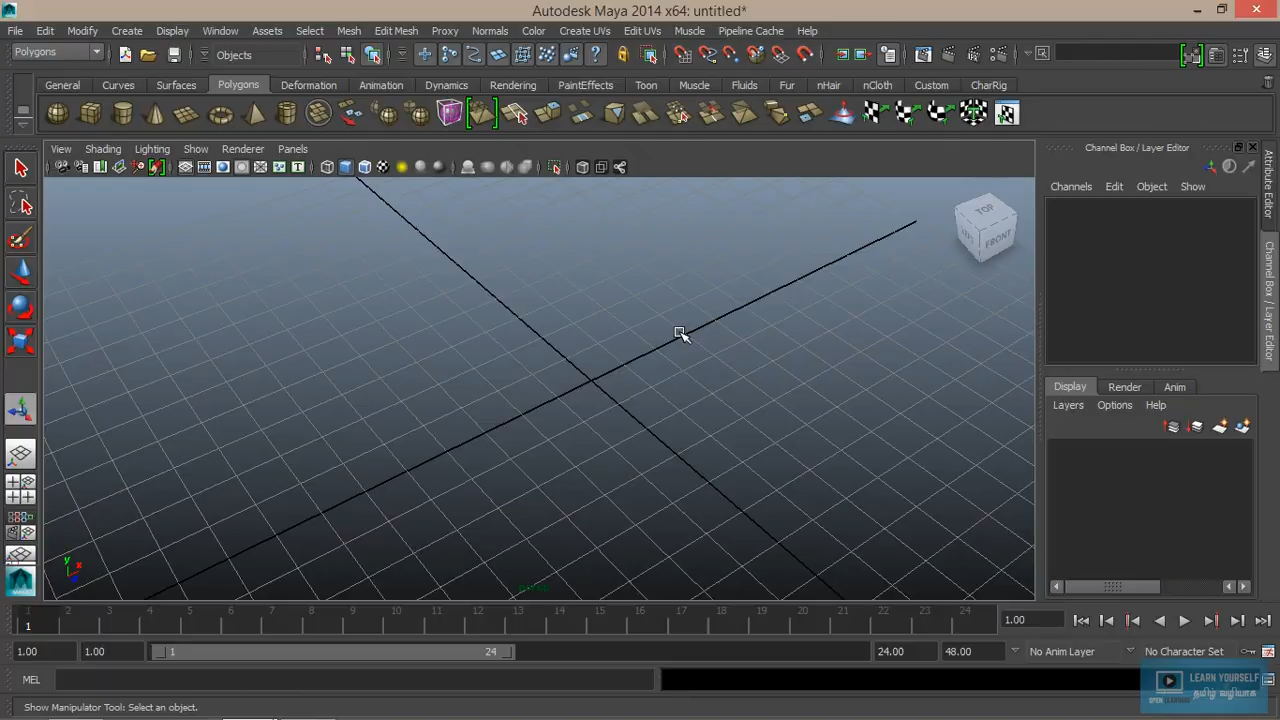 Autodesk Maya 2014 x64: untitled*
File Edit Modify Create Display Window Assets Select Mesh Edit Mesh Proxy Normals Color Create UVs Edit UVs Muscle Pipeline Cache Help
Polygons Objects
General Curves Surfaces Polygons Deformation Animation Dynamics Rendering PaintEffects Toon Muscle Fluids Fur nHair nCloth Custom CharRig
View Shading Lighting Show Renderer Panels
Channel Box / Layer Editor
Channels Edit Object Show
TOP
FRONT
Attribute Editor
Channel Box / Layer Editor
Display Render Anim
Layers Options Help
y x
persp
1 2 3 4 5 6 7 8 9 10 11 12 13 14 15 16 17 18 19 20 21 22 23 24
1
1.00
1.00 1.00 1 24 24.00 48.00 No Anim Layer No Character Set
MEL
LEARN YOURSELF
தமிழ் வழியாக
OPEN LEARNING
Show Manipulator Tool: Select an object.